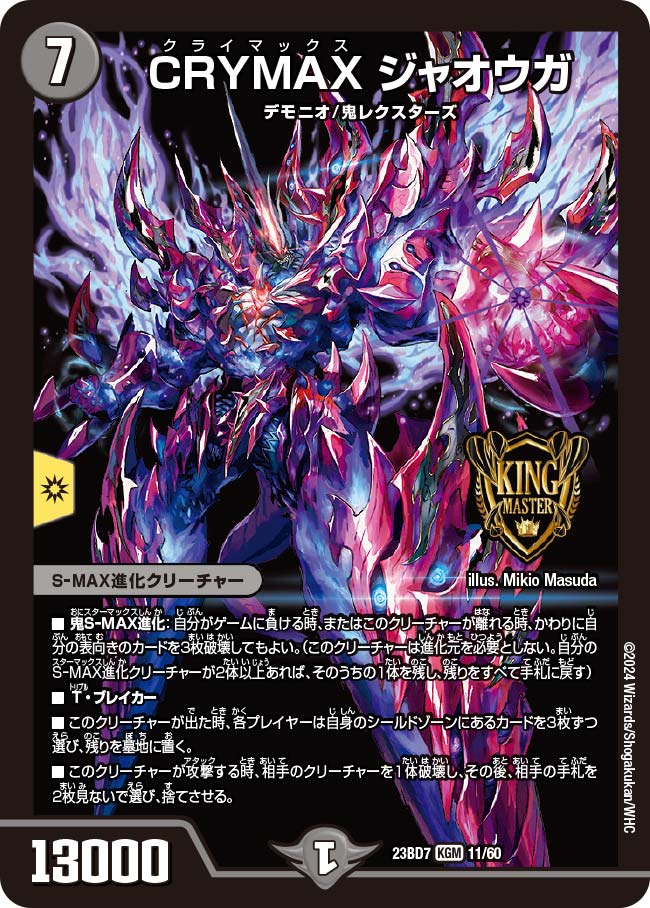 7
クライマックス
CRYMAX ジャオウガ
デモニオ/鬼レクスターズ
KING
MASTER
S-MAX進化クリーチャー
illus. Mikio Masuda
■ 鬼S-MAX進化:自分がゲームに負ける時、またはこのクリーチャーが離れる時、かわりに自
分の表向きのカードを3枚破壊してもよい。(このクリーチャーは進化元を必要としない。自分の
S-MAX進化クリーチャーが2体以上あれば、そのうちの1体を残し、残りをすべて手札に戻す)
■ T・ブレイカー
■ このクリーチャーが出た時、各プレイヤーは自身のシールドゾーンにあるカードを3枚ずつ
選び、残りを墓地に置く。
■ このクリーチャーが攻撃する時、相手のクリーチャーを1体破壊し、その後、相手の手札を
2枚見ないで選び、捨てさせる。
©2024 Wizards/Shogakukan/WHC
13000
1
23BD7 KGM 11/60